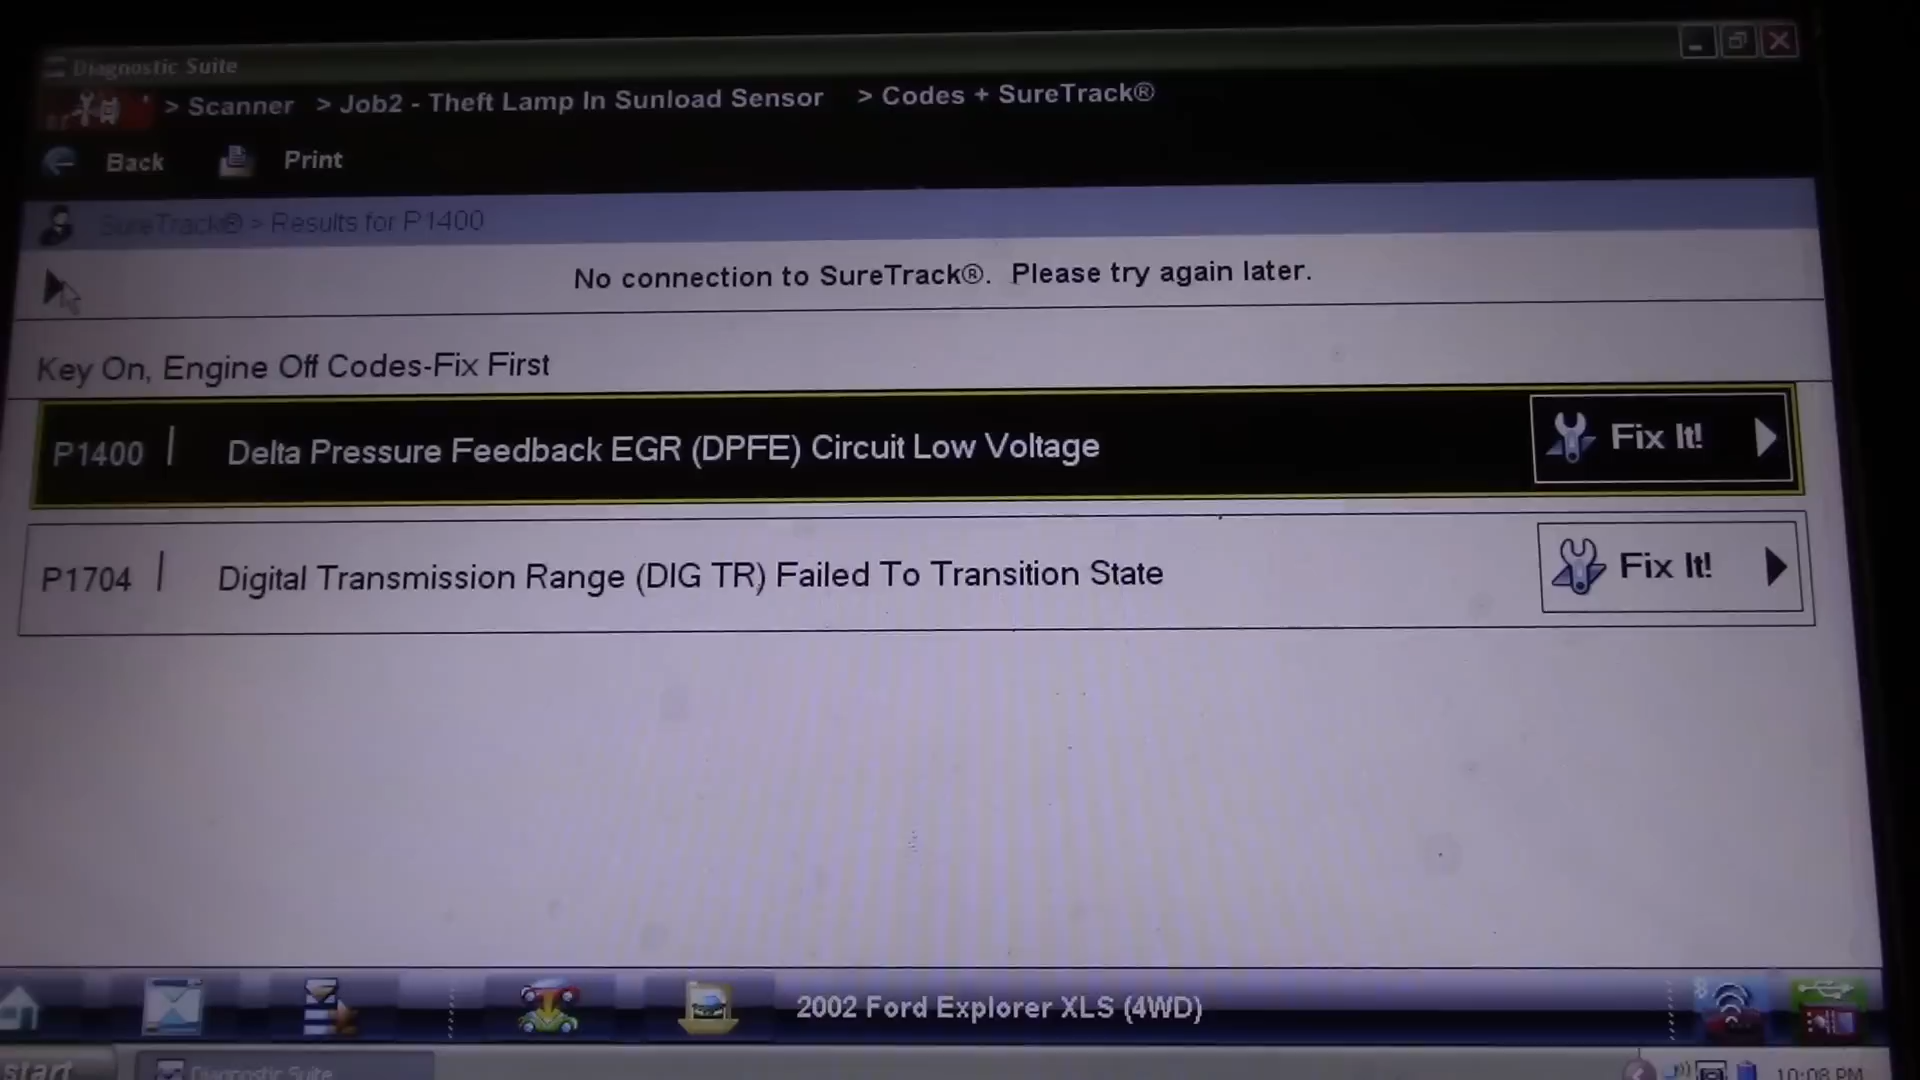 Diagnostic Suite
> Scanner > Job2 - Theft Lamp In Sunload Sensor > Codes + SureTrack®
Back Print
SureTrack® > Results for P1400
No connection to SureTrack®. Please try again later.
Key On, Engine Off Codes-Fix First
P1400 | Delta Pressure Feedback EGR (DPFE) Circuit Low Voltage Fix It!
P1704 | Digital Transmission Range (DIG TR) Failed To Transition State Fix It!
2002 Ford Explorer XLS (4WD)
start Diagnostic Suite 10:08 PM